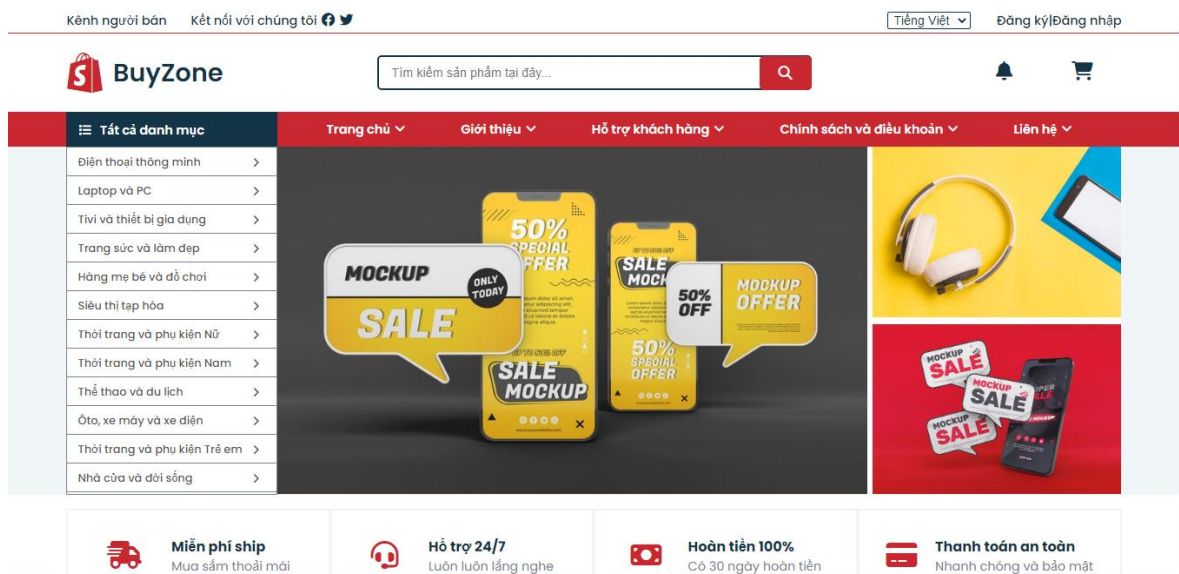 Kênh người bán Kết nối với chúng tôi
Tiếng Việt
Đăng ký|Đăng nhập
BuyZone
Tìm kiếm sản phẩm tại đây...
Tất cả danh mục
Trang chủ
Giới thiệu
Hỗ trợ khách hàng
Chính sách và điều khoản
Liên hệ
Điện thoại thông minh
Laptop và PC
Tivi và thiết bị gia dụng
Trang sức và làm đẹp
Hàng mẹ bé và đồ chơi
Siêu thị tạp hóa
Thời trang và phụ kiện Nữ
Thời trang và phụ kiện Nam
Thể thao và du lịch
Ôto, xe máy và xe điện
Thời trang và phụ kiện Trẻ em
Nhà cửa và đời sống
MOCKUP
ONLY
TODAY
SALE
50%
SPECIAL
OFFER
UP TO 50% OFF
SALE
MOCKUP
SALE
MOCK
50%
SPECIAL
OFFER
50%
OFF
MOCKUP
OFFER
MOCKUP
SALE
MOCKUP
SALE
MOCKUP
SALE
Miễn phí ship
Mua sắm thoải mái
Hỗ trợ 24/7
Luôn luôn lắng nghe
Hoàn tiền 100%
Có 30 ngày hoàn tiền
Thanh toán an toàn
Nhanh chóng và bảo mật